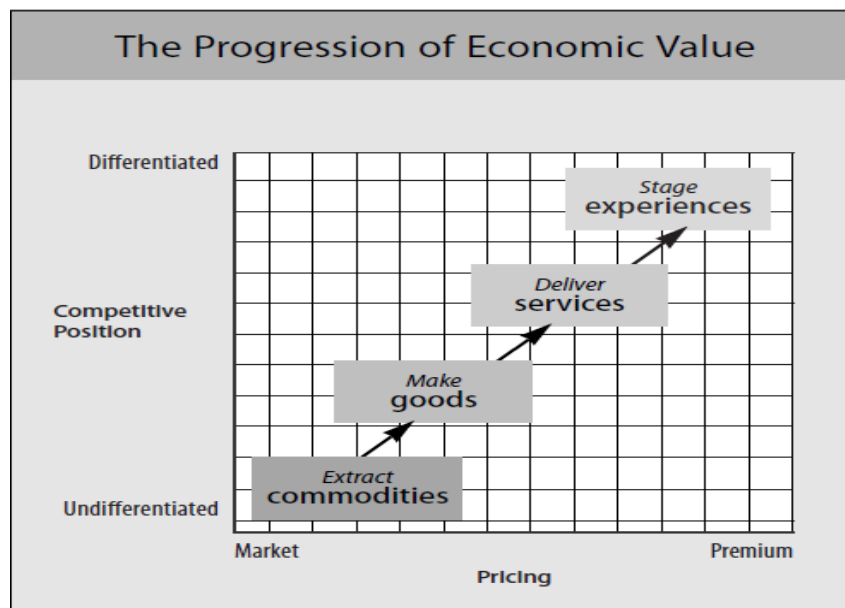 The Progression of Economic Value
Differentiated
Stage
experiences
Deliver
services
Competitive
Position
Make
goods
Extract
commodities
Undifferentiated
Market
Premium
Pricing